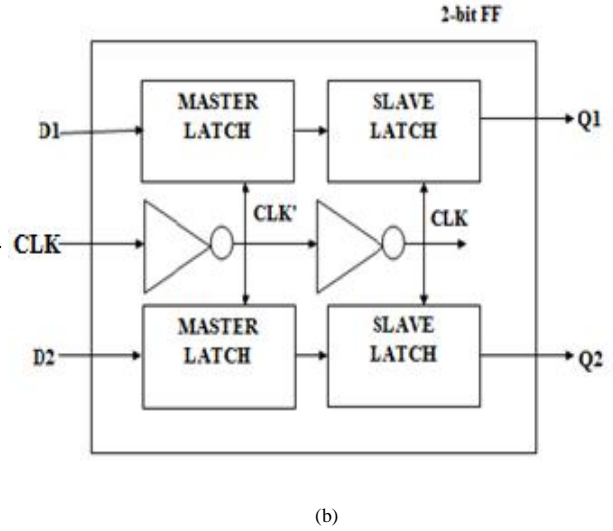 2-bit FF
MASTER
LATCH
SLAVE
LATCH
D1
Q1
CLK'
CLK
CLK
MASTER
LATCH
SLAVE
LATCH
D2
Q2
(b)